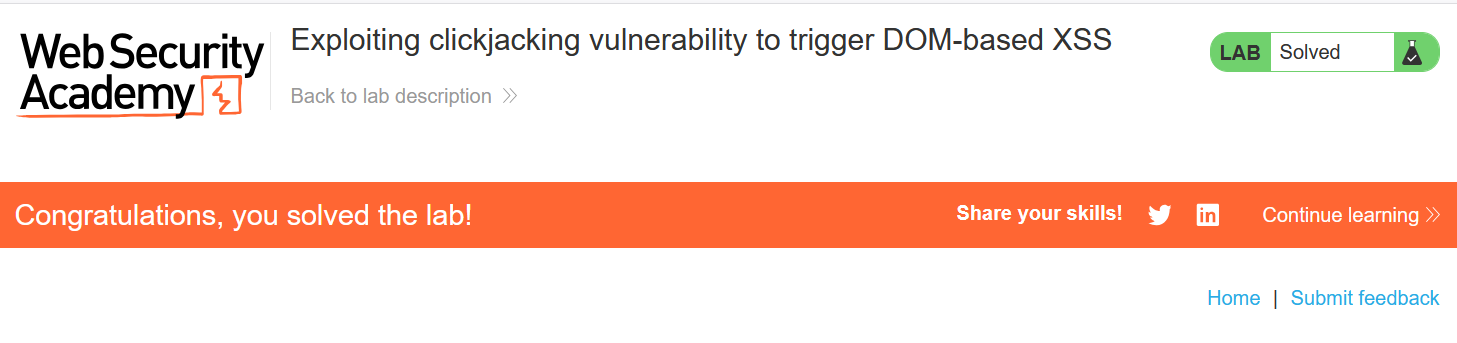 Web Security
Academy
Exploiting clickjacking vulnerability to trigger DOM-based XSS
Back to lab description
LAB Solved
Congratulations, you solved the lab!
Share your skills!
Continue learning
Home | Submit feedback